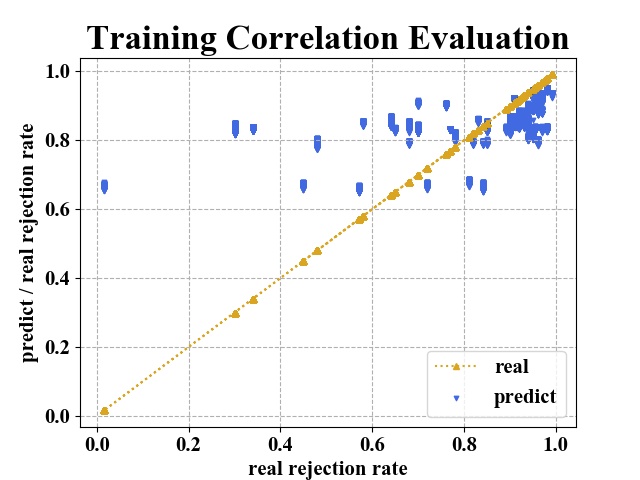 Training Correlation Evaluation
predict / real rejection rate
1.0
0.8
0.6
0.4
0.2
0.0
real
predict
0.0 0.2 0.4 0.6 0.8 1.0
real rejection rate